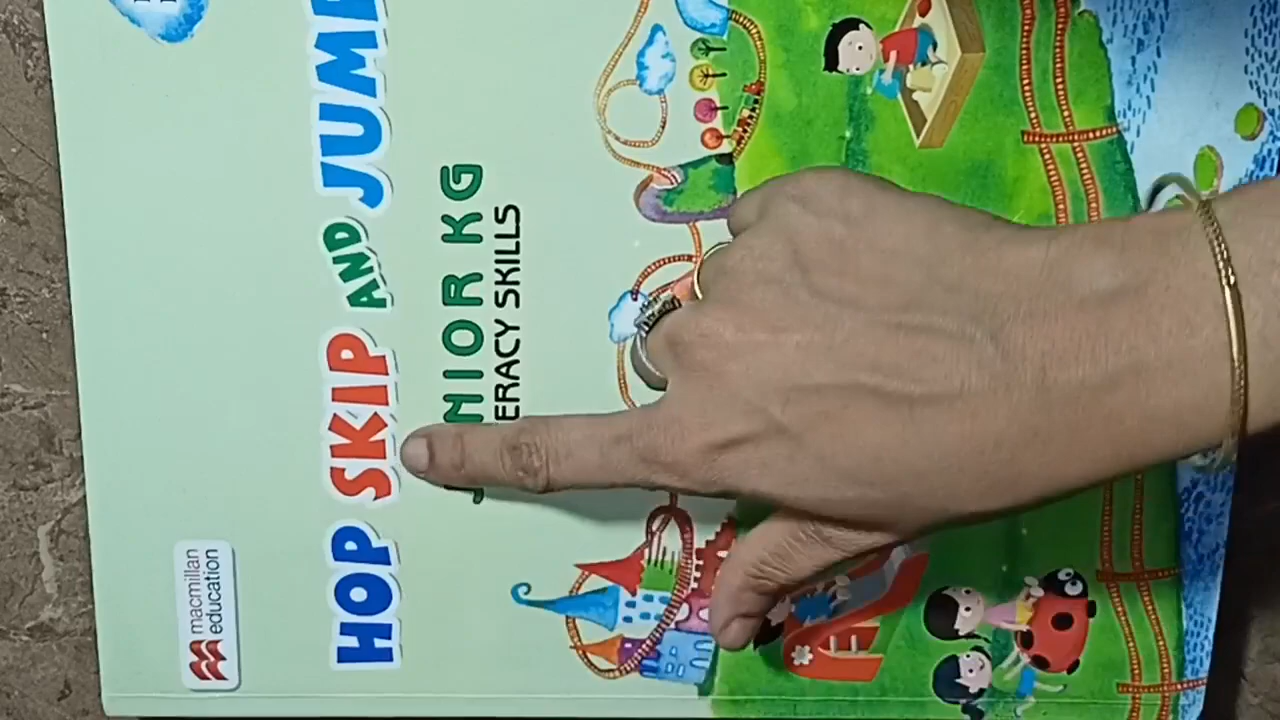 macmillan
education
HOP SKIP AND JUMP
NIOR KG
ERACY SKILLS